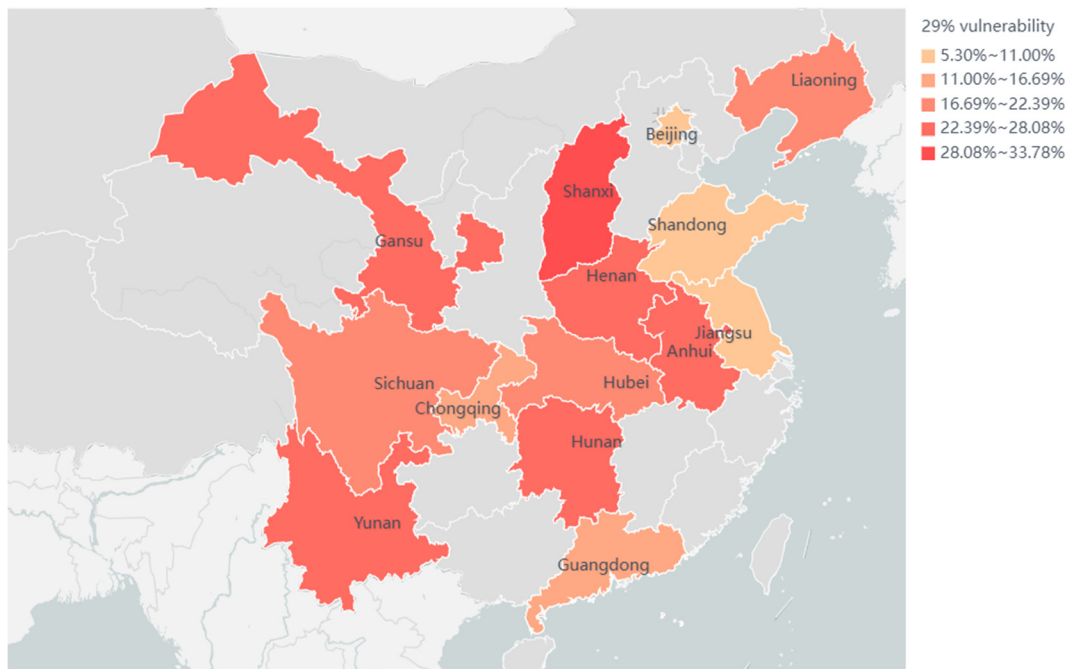 29% vulnerability
5.30%~11.00%
11.00%~16.69%
16.69%~22.39%
22.39%~28.08%
28.08%~33.78%
Liaoning
Beijing
Shanxi
Shandong
Gansu
Henan
Jiangsu
Anhui
Sichuan
Hubei
Chongqing
Hunan
Yunan
Guangdong